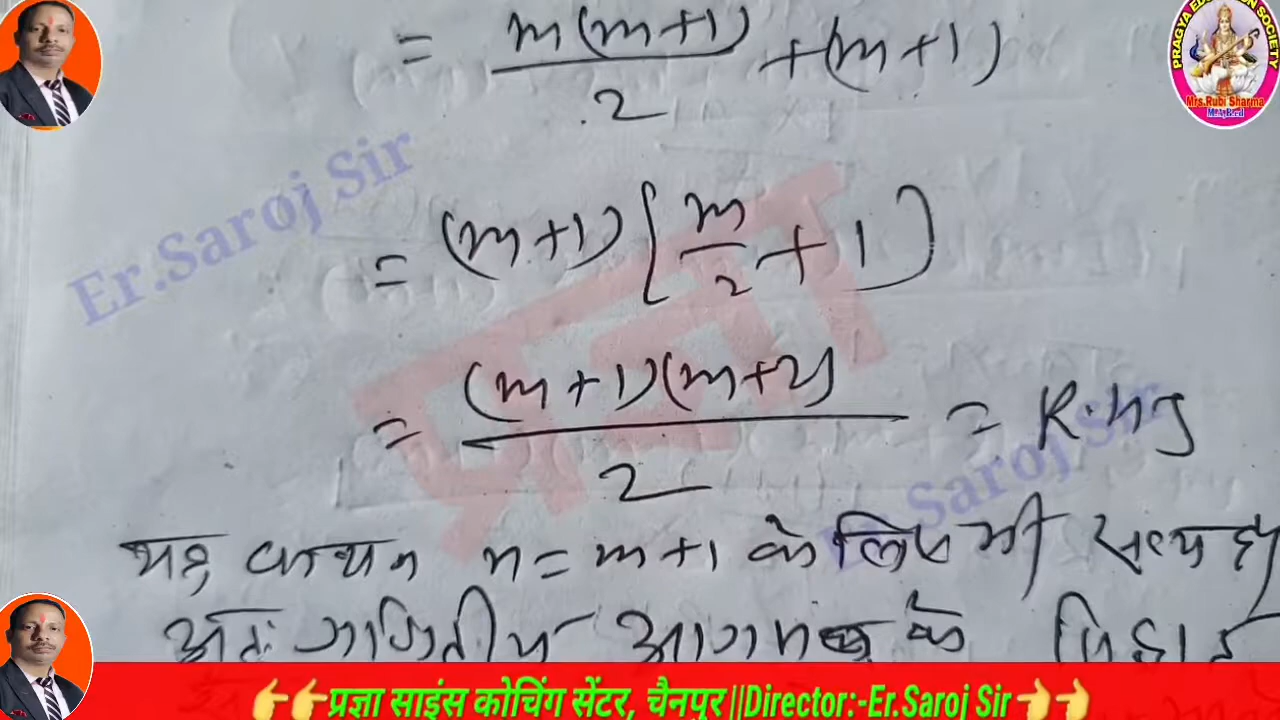 = m(m+1)/2 + (m+1)
= (m+1) [m/2 + 1]
= (m+1)(m+2)/2 = R.h.s
यह कथन n = m+1 के लिए भी सत्य है
अतः गणितीय आगमन के
Er.Saroj Sir
Er.Saroj Sir
प्रज्ञा
PRAGYA EDUCATION SOCIETY
Mrs.Rubi Sharma
प्रज्ञा साइंस कोचिंग सेंटर, चैनपुर ||Director:-Er.Saroj Sir